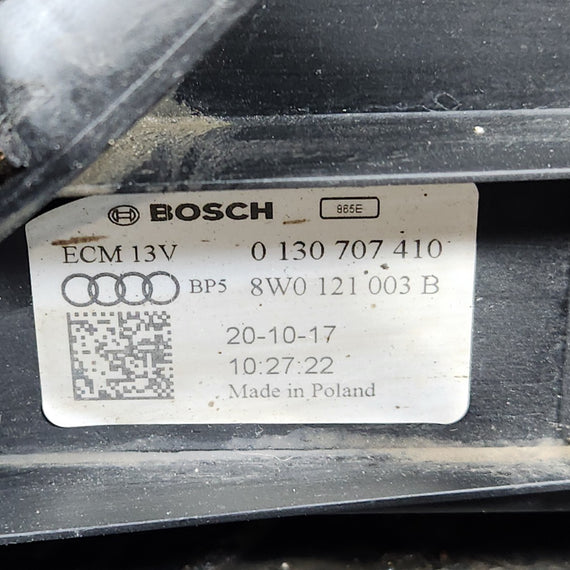 BOSCH 965E
ECM 13V 0 130 707 410
BP5 8W0 121 003 B
20-10-17
10:27:22
Made in Poland